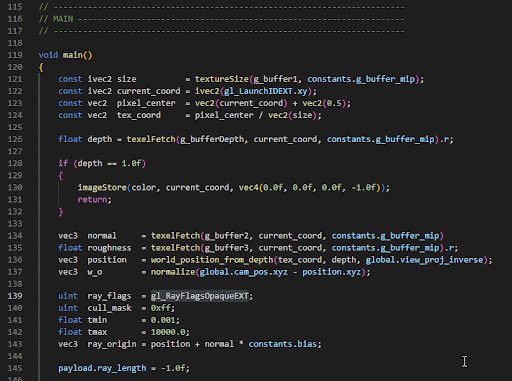 115 // ------------------------------------------------------------------
116 // MAIN -------------------------------------------------------------
117 // ------------------------------------------------------------------
118
119 void main()
120 {
121     const ivec2 size          = textureSize(g_buffer1, constants.g_buffer_mip);
122     const ivec2 current_coord = ivec2(gl_LaunchIDEXT.xy);
123     const vec2  pixel_center  = vec2(current_coord) + vec2(0.5);
124     const vec2  tex_coord     = pixel_center / vec2(size);
125
126     float depth = texelFetch(g_bufferDepth, current_coord, constants.g_buffer_mip).r;
127
128     if (depth == 1.0f)
129     {
130         imageStore(color, current_coord, vec4(0.0f, 0.0f, 0.0f, -1.0f));
131         return;
132     }
133
134     vec3  normal    = texelFetch(g_buffer2, current_coord, constants.g_buffer_mip)
135     float roughness = texelFetch(g_buffer3, current_coord, constants.g_buffer_mip).r;
136     vec3  position  = world_position_from_depth(tex_coord, depth, global.view_proj_inverse);
137     vec3  w_o       = normalize(global.cam_pos.xyz - position.xyz);
138
139     uint  ray_flags  = gl_RayFlagsOpaqueEXT;
140     uint  cull_mask  = 0xff;
141     float tmin       = 0.001;
142     float tmax       = 10000.0;
143     vec3  ray_origin = position + normal * constants.bias;
144
145     payload.ray_length = -1.0f;
146